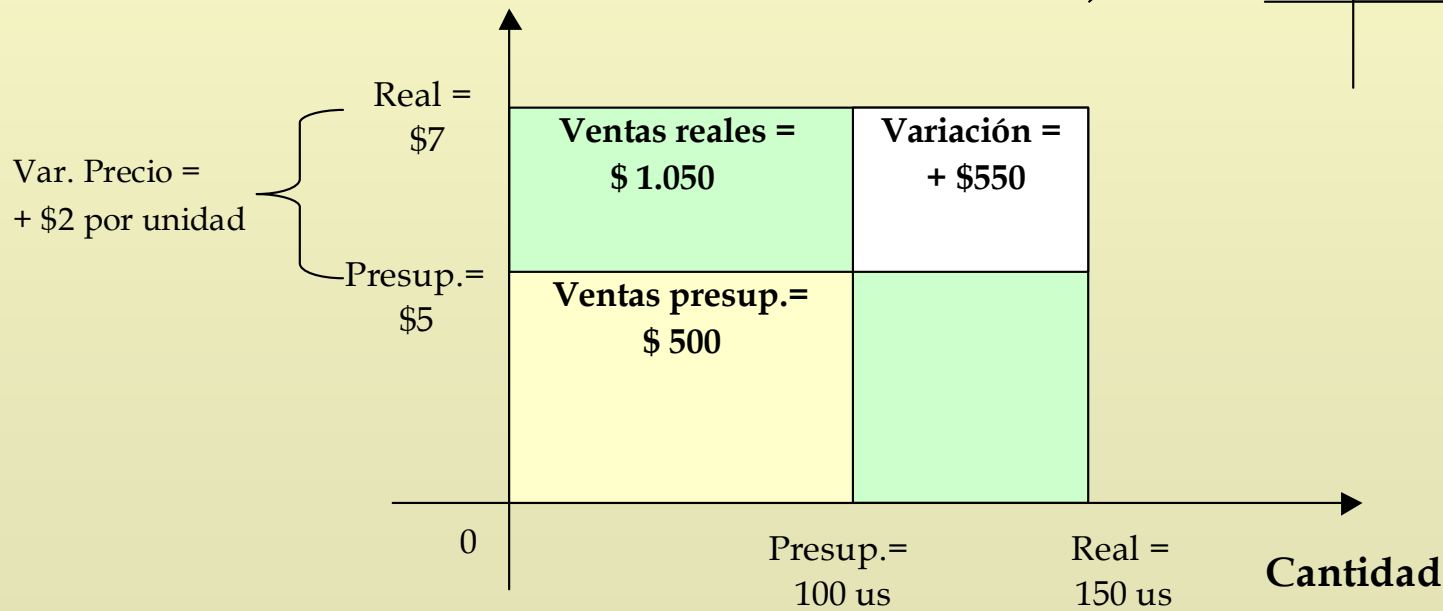 Real =
$7
Var. Precio =
+ $2 por unidad
Presup.=
$5
Ventas reales =
$ 1.050
Variación =
+ $550
Ventas presup.=
$ 500
0
Presup.=
100 us
Real =
150 us
Cantidad